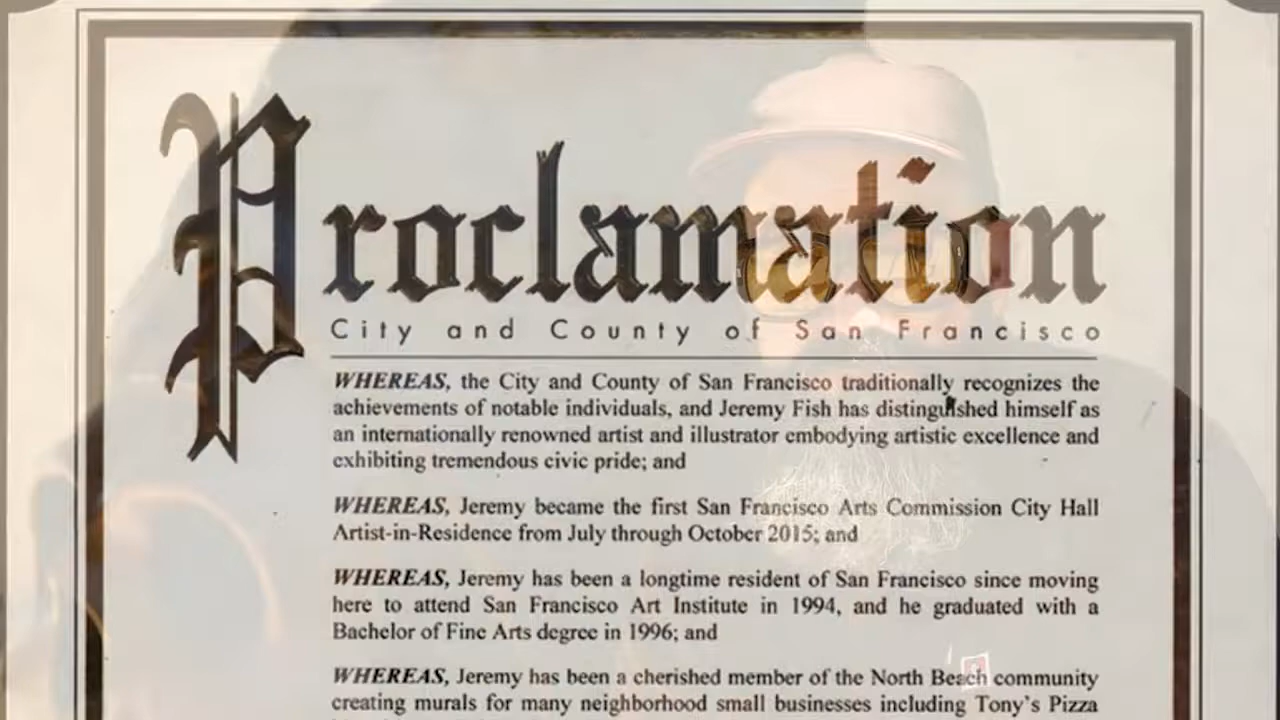 Proclamation
City and County of San Francisco
WHEREAS, the City and County of San Francisco traditionally recognizes the
achievements of notable individuals, and Jeremy Fish has distinguished himself as
an internationally renowned artist and illustrator embodying artistic excellence and
exhibiting tremendous civic pride; and
WHEREAS, Jeremy became the first San Francisco Arts Commission City Hall
Artist-in-Residence from July through October 2015; and
WHEREAS, Jeremy has been a longtime resident of San Francisco since moving
here to attend San Francisco Art Institute in 1994, and he graduated with a
Bachelor of Fine Arts degree in 1996; and
WHEREAS, Jeremy has been a cherished member of the North Beach community
creating murals for many neighborhood small businesses including Tony's Pizza